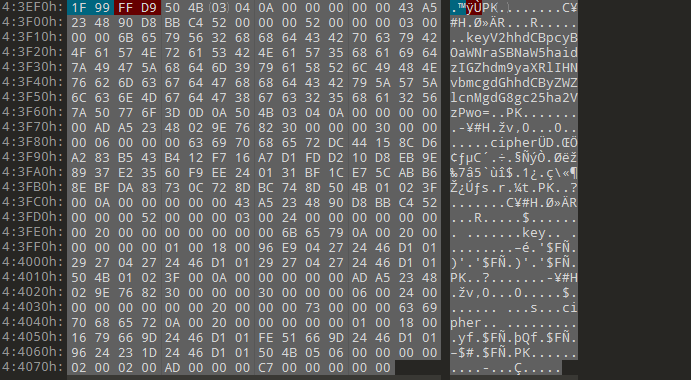 4:3EF0h: 1F 99 FF D9 50 4B 03 04 0A 00 00 00 00 00 43 A5 .™ÿÙPK........C¥
4:3F00h: 23 48 90 D8 BB C4 52 00 00 00 52 00 00 00 03 00 #H.Ø»ÄR...R.....
4:3F10h: 00 00 6B 65 79 56 32 68 68 64 43 42 70 63 79 42 ..keyV2hhdCBpcyB
4:3F20h: 4F 61 57 4E 72 61 53 42 4E 61 57 35 68 61 69 64 OaWNraSBNaW5haid
4:3F30h: 7A 49 47 5A 68 64 6D 39 79 61 58 52 6C 49 48 4E zIGZhdm9yaXRlIHN
4:3F40h: 76 62 6D 63 67 64 47 68 68 64 43 42 79 5A 57 5A vbmcgdGhhdCByZWZ
4:3F50h: 6C 63 6E 4D 67 64 47 38 67 63 32 35 68 61 32 56 lcnMgdG8gc25ha2V
4:3F60h: 7A 50 77 6F 3D 0D 0A 50 4B 03 04 0A 00 00 00 00 zPwo=..PK.......
4:3F70h: 00 AD A5 23 48 02 9E 76 82 30 00 00 00 30 00 00 .-¥#H.žv‚0...0..
4:3F80h: 00 06 00 00 00 63 69 70 68 65 72 DC 44 15 8C D6 .....cipherÜD.ŒÖ
4:3F90h: A2 83 B5 43 B4 12 F7 16 A7 D1 FD D2 10 D8 EB 9E ¢ƒµC´.÷.§ÑýÒ.Øëž
4:3FA0h: 89 37 E2 35 60 F9 EE 24 01 31 BF 1C E7 5C AB B6 ‰7â5`ùî$.1¿.ç\«¶
4:3FB0h: 8E BF DA 83 73 0C 72 8D BC 74 8D 50 4B 01 02 3F Ž¿Úƒs.r.¼t.PK..?
4:3FC0h: 00 0A 00 00 00 00 00 43 A5 23 48 90 D8 BB C4 52 .......C¥#H.Ø»ÄR
4:3FD0h: 00 00 00 52 00 00 00 03 00 24 00 00 00 00 00 00 ...R.....$......
4:3FE0h: 00 20 00 00 00 00 00 00 00 6B 65 79 0A 00 20 00 . .......key.. .
4:3FF0h: 00 00 00 00 01 00 18 00 96 E9 04 27 24 46 D1 01 ........–é.'$FÑ.
4:4000h: 29 27 04 27 24 46 D1 01 29 27 04 27 24 46 D1 01 )'.'$FÑ.)'.'$FÑ.
4:4010h: 50 4B 01 02 3F 00 0A 00 00 00 00 00 AD A5 23 48 PK..?.......-¥#H
4:4020h: 02 9E 76 82 30 00 00 00 30 00 00 00 06 00 24 00 .žv‚0...0.....$.
4:4030h: 00 00 00 00 00 00 20 00 00 00 73 00 00 00 63 69 ...... ...s...ci
4:4040h: 70 68 65 72 0A 00 20 00 00 00 00 00 01 00 18 00 pher.. .........
4:4050h: 16 79 66 9D 24 46 D1 01 FE 51 66 9D 24 46 D1 01 .yf.$FÑ.þQf.$FÑ.
4:4060h: 96 24 23 1D 24 46 D1 01 50 4B 05 06 00 00 00 00 –$#.$FÑ.PK......
4:4070h: 02 00 02 00 AD 00 00 00 C7 00 00 00 00 00 ....-...Ç.....